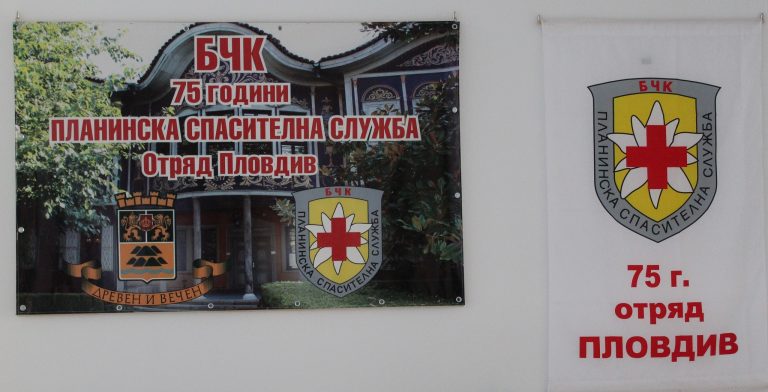 БЧК
75 години
ПЛАНИНСКА СПАСИТЕЛНА СЛУЖБА
Отряд Пловдив
ДРЕВЕН И ВЕЧЕН
БЧК
ПЛАНИНСКА СПАСИТЕЛНА СЛУЖБА
БЧК
ПЛАНИНСКА СПАСИТЕЛНА СЛУЖБА
75 г.
отряд
ПЛОВДИВ